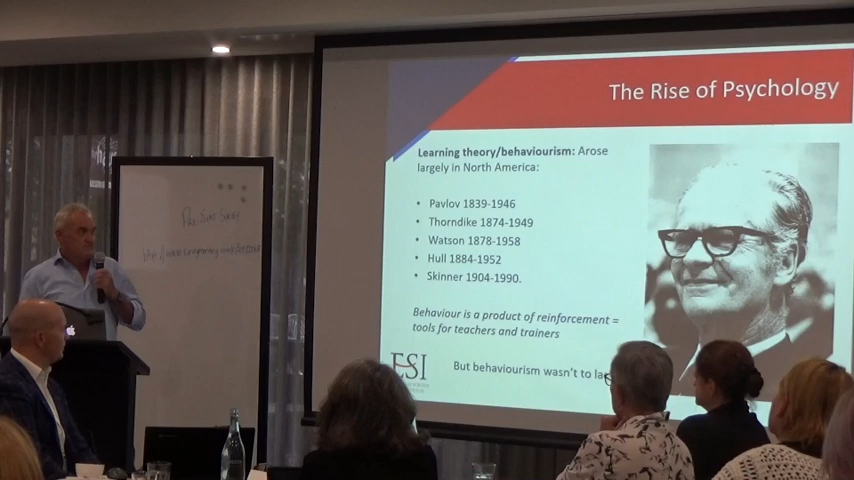 The Rise of Psychology
Learning theory/behaviourism: Arose
largely in North America:
• Pavlov 1839-1946
• Thorndike 1874-1949
• Watson 1878-1958
• Hull 1884-1952
• Skinner 1904-1990.
Behaviour is a product of reinforcement =
tools for teachers and trainers
ESI
But behaviourism wasn't to